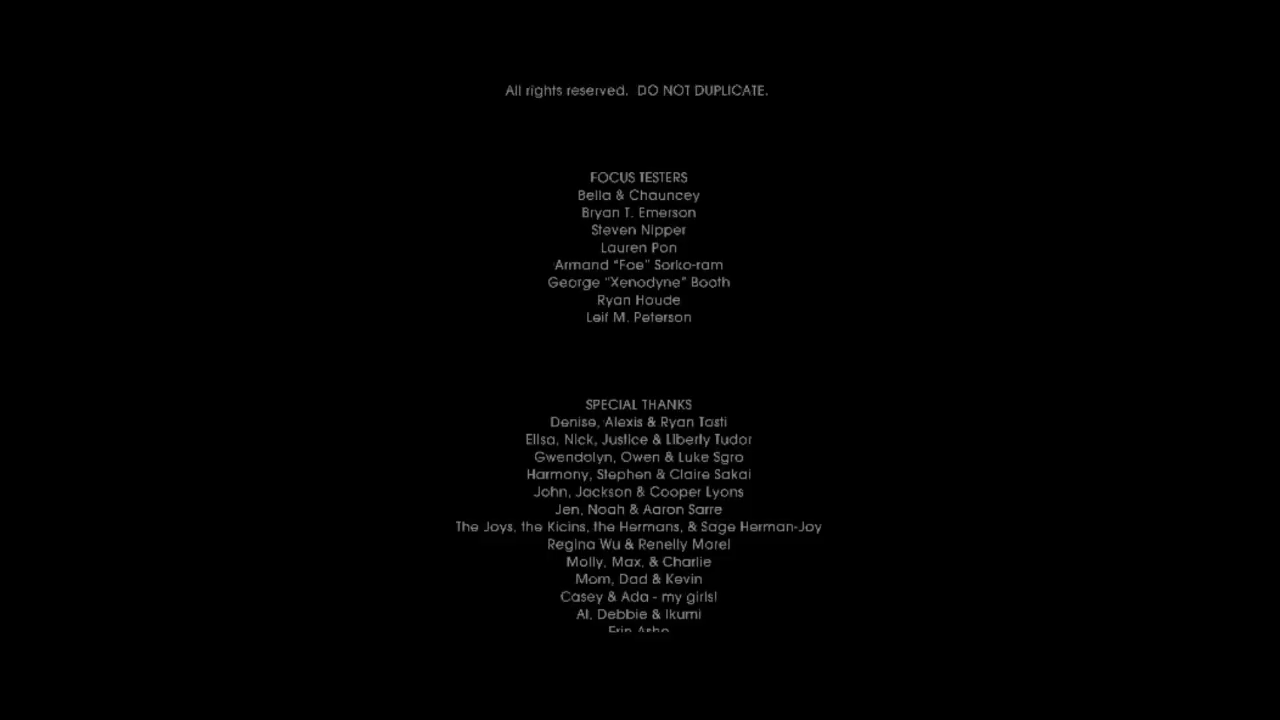 All rights reserved.  DO NOT DUPLICATE.
FOCUS TESTERS
Bella & Chauncey
Bryan T. Emerson
Steven Nipper
Lauren Pon
Armand “Foe” Sorko-ram
George “Xenodyne” Booth
Ryan Houde
Leif M. Peterson
SPECIAL THANKS
Denise, Alexis & Ryan Tosti
Elisa, Nick, Justice & Liberty Tudor
Gwendolyn, Owen & Luke Sgro
Harmony, Stephen & Claire Sakai
John, Jackson & Cooper Lyons
Jen, Noah & Aaron Sarre
The Joys, the Kicins, the Hermans, & Sage Herman-Joy
Regina Wu & Renelly Morel
Molly, Max, & Charlie
Mom, Dad & Kevin
Casey & Ada - my girls!
Al, Debbie & Ikumi
Erin